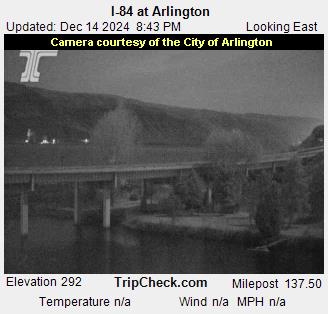 I-84 at Arlington
Updated: Dec 14 2024 8:43 PM Looking East
Camera courtesy of the City of Arlington
Elevation 292 TripCheck.com Milepost 137.50
Temperature n/a Wind n/a MPH n/a